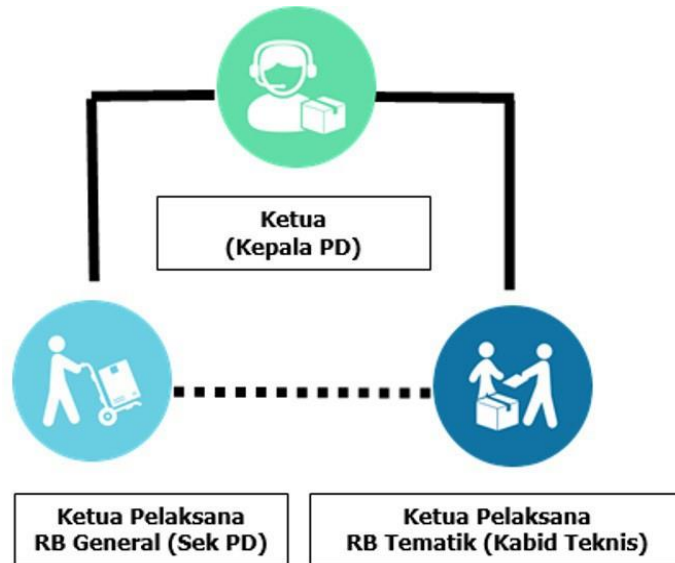 Ketua
(Kepala PD)
Ketua Pelaksana
RB General (Sek PD)
Ketua Pelaksana
RB Tematik (Kabid Teknis)